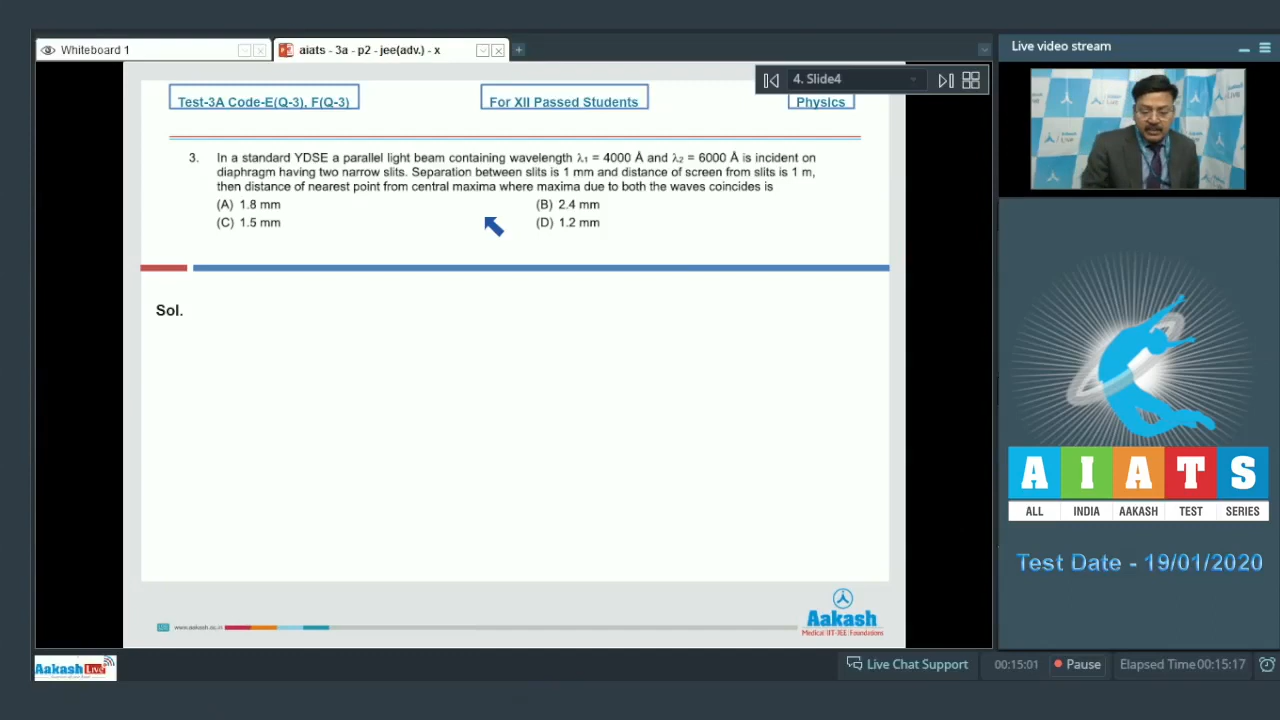 Whiteboard 1
aiats - 3a - p2 - jee(adv.) - x
Live video stream
4. Slide4
Test-3A Code-E(Q-3), F(Q-3)
For XII Passed Students
Physics
3. In a standard YDSE a parallel light beam containing wavelength λ₁ = 4000 Å and λ₂ = 6000 Å is incident on
diaphragm having two narrow slits. Separation between slits is 1 mm and distance of screen from slits is 1 m,
then distance of nearest point from central maxima where maxima due to both the waves coincides is
(A) 1.8 mm (B) 2.4 mm
(C) 1.5 mm (D) 1.2 mm
Sol.
A I A T S
ALL INDIA AAKASH TEST SERIES
Test Date - 19/01/2020
Aakash
Medical|IIT-JEE|Foundations
www.aakash.ac.in
Aakash Live
Live Chat Support
00:15:01
Pause
Elapsed Time 00:15:17